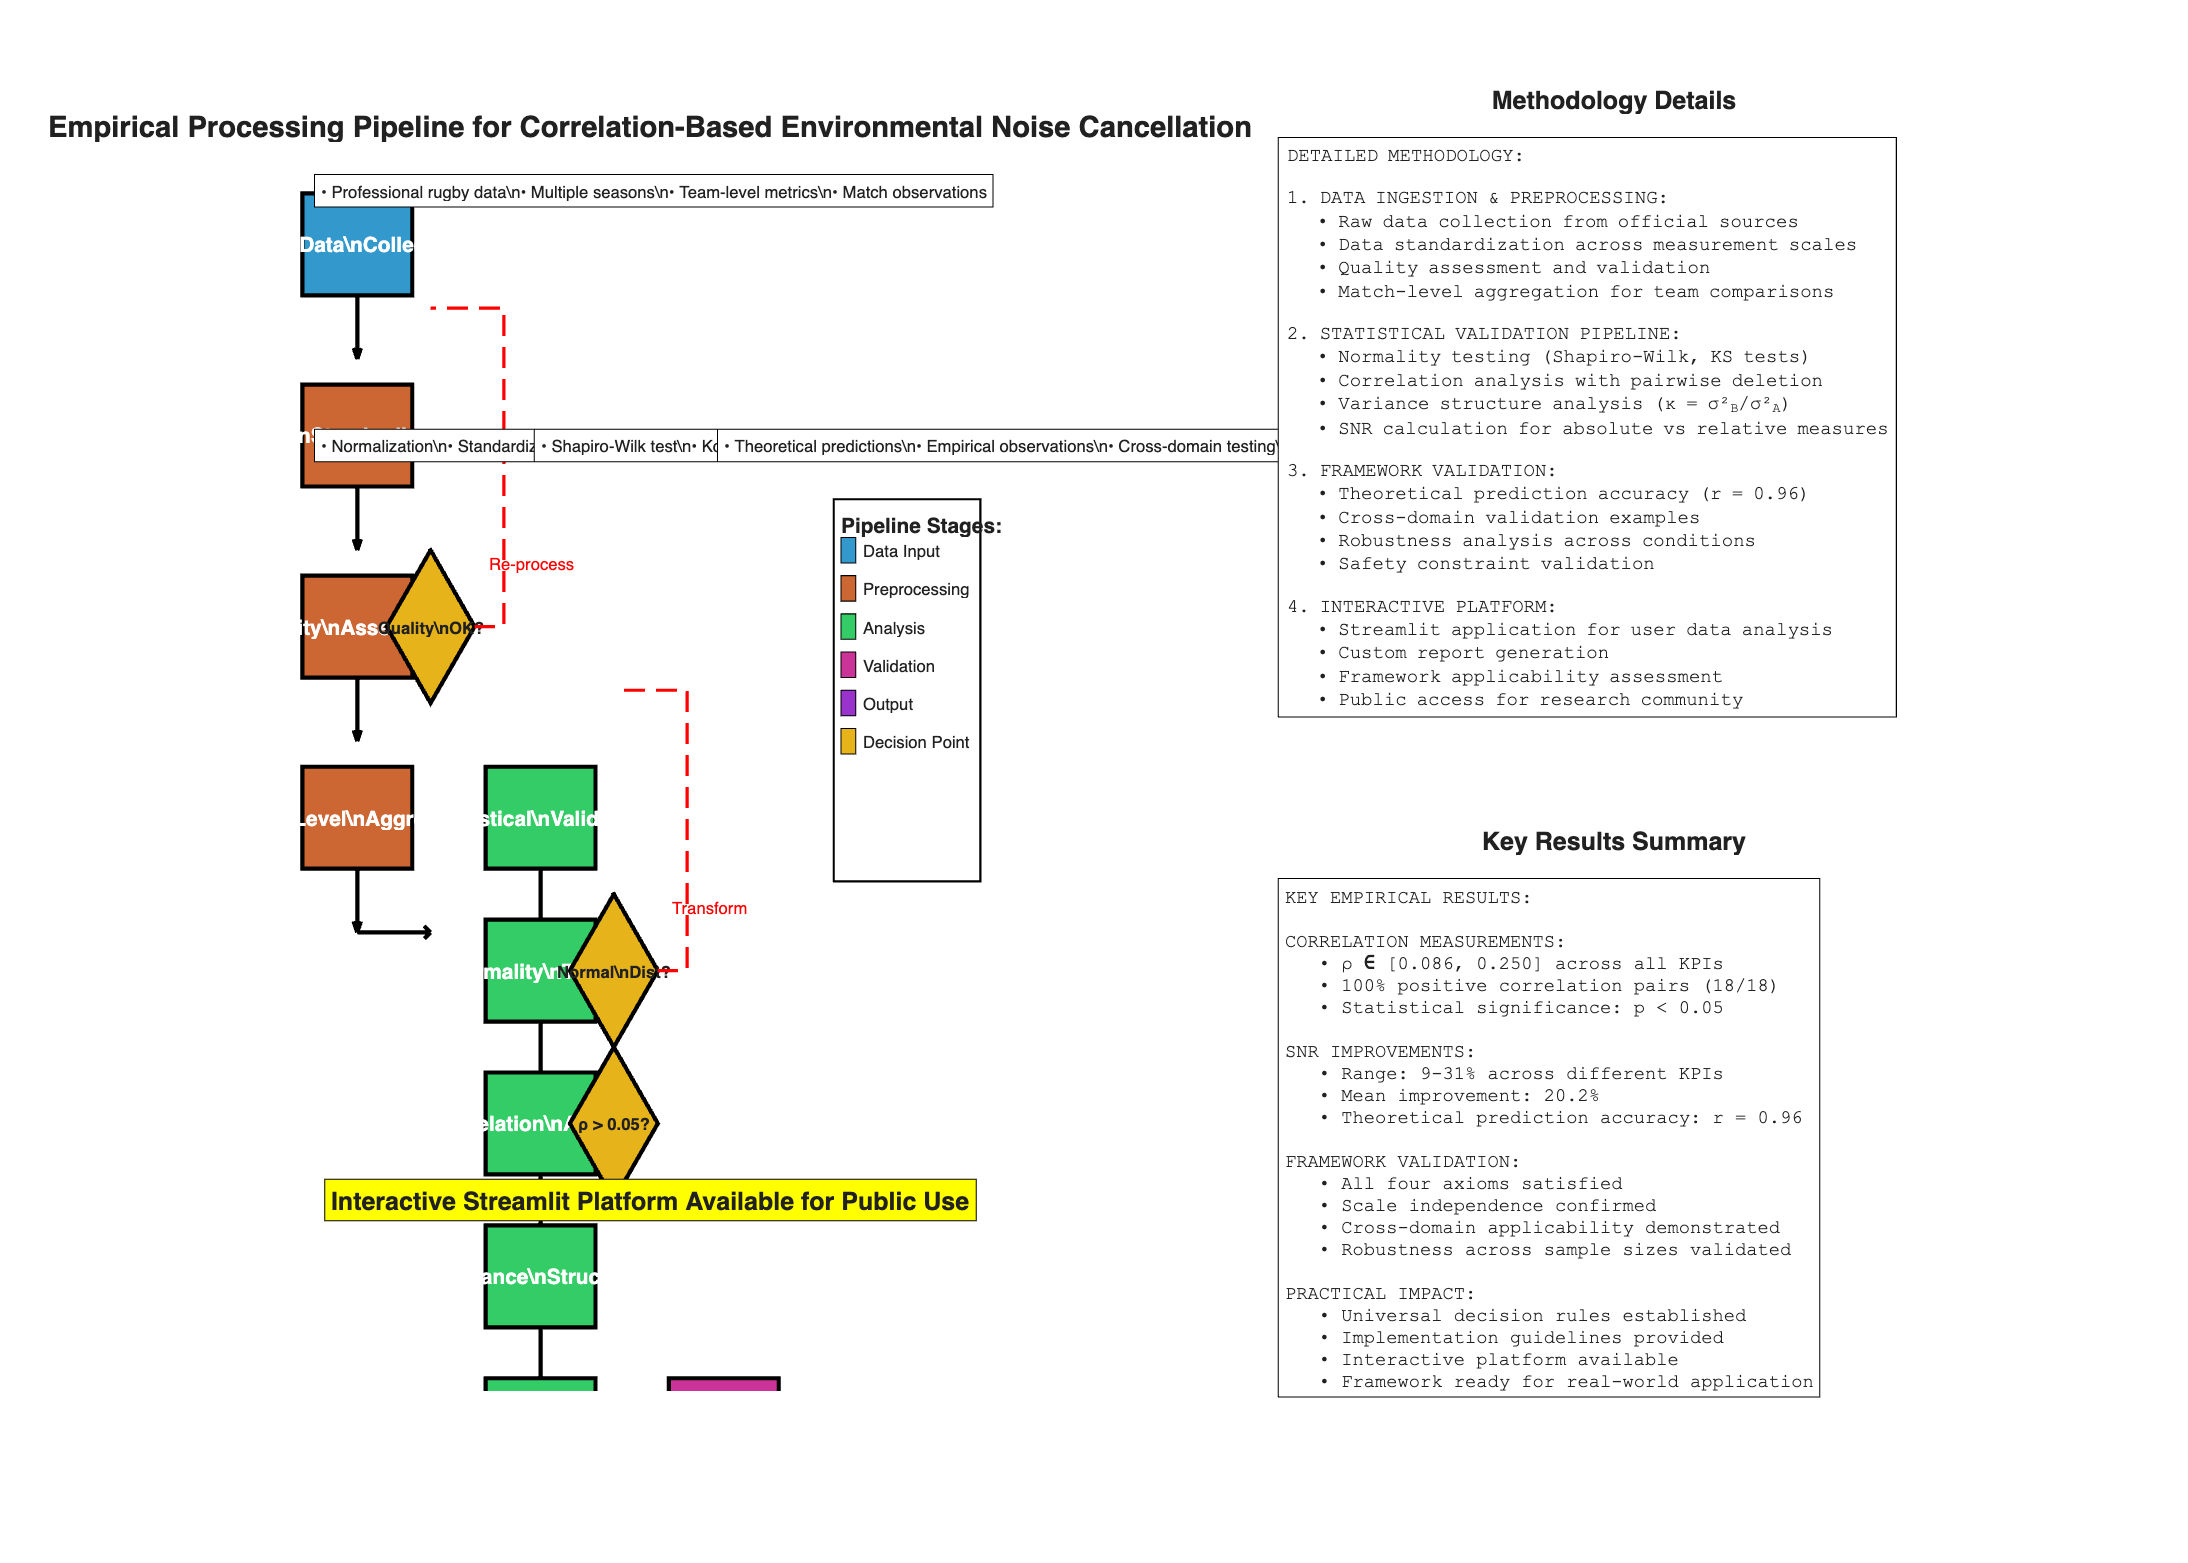 Empirical Processing Pipeline for Correlation-Based Environmental Noise Cancellation
• Professional rugby data\n• Multiple seasons\n• Team-level metrics\n• Match observations
Data\nColle
• Normalization\n• Standardiz
• Shapiro-Wilk test\n• Ko
• Theoretical predictions\n• Empirical observations\n• Cross-domain testing\
Re-process
ity\nAss
Quality\nOK?
Level\nAggr
stical\nValid
Transform
mality\n
Normal\nDist?
elation\nA
ρ > 0.05?
Interactive Streamlit Platform Available for Public Use
ance\nStruc
Pipeline Stages:
Data Input
Preprocessing
Analysis
Validation
Output
Decision Point
Methodology Details
DETAILED METHODOLOGY:
1. DATA INGESTION & PREPROCESSING:
• Raw data collection from official sources
• Data standardization across measurement scales
• Quality assessment and validation
• Match-level aggregation for team comparisons
2. STATISTICAL VALIDATION PIPELINE:
• Normality testing (Shapiro-Wilk, KS tests)
• Correlation analysis with pairwise deletion
• Variance structure analysis (κ = σ²_B/σ²_A)
• SNR calculation for absolute vs relative measures
3. FRAMEWORK VALIDATION:
• Theoretical prediction accuracy (r = 0.96)
• Cross-domain validation examples
• Robustness analysis across conditions
• Safety constraint validation
4. INTERACTIVE PLATFORM:
• Streamlit application for user data analysis
• Custom report generation
• Framework applicability assessment
• Public access for research community
Key Results Summary
KEY EMPIRICAL RESULTS:
CORRELATION MEASUREMENTS:
• ρ ∈ [0.086, 0.250] across all KPIs
• 100% positive correlation pairs (18/18)
• Statistical significance: p < 0.05
SNR IMPROVEMENTS:
• Range: 9-31% across different KPIs
• Mean improvement: 20.2%
• Theoretical prediction accuracy: r = 0.96
FRAMEWORK VALIDATION:
• All four axioms satisfied
• Scale independence confirmed
• Cross-domain applicability demonstrated
• Robustness across sample sizes validated
PRACTICAL IMPACT:
• Universal decision rules established
• Implementation guidelines provided
• Interactive platform available
• Framework ready for real-world application